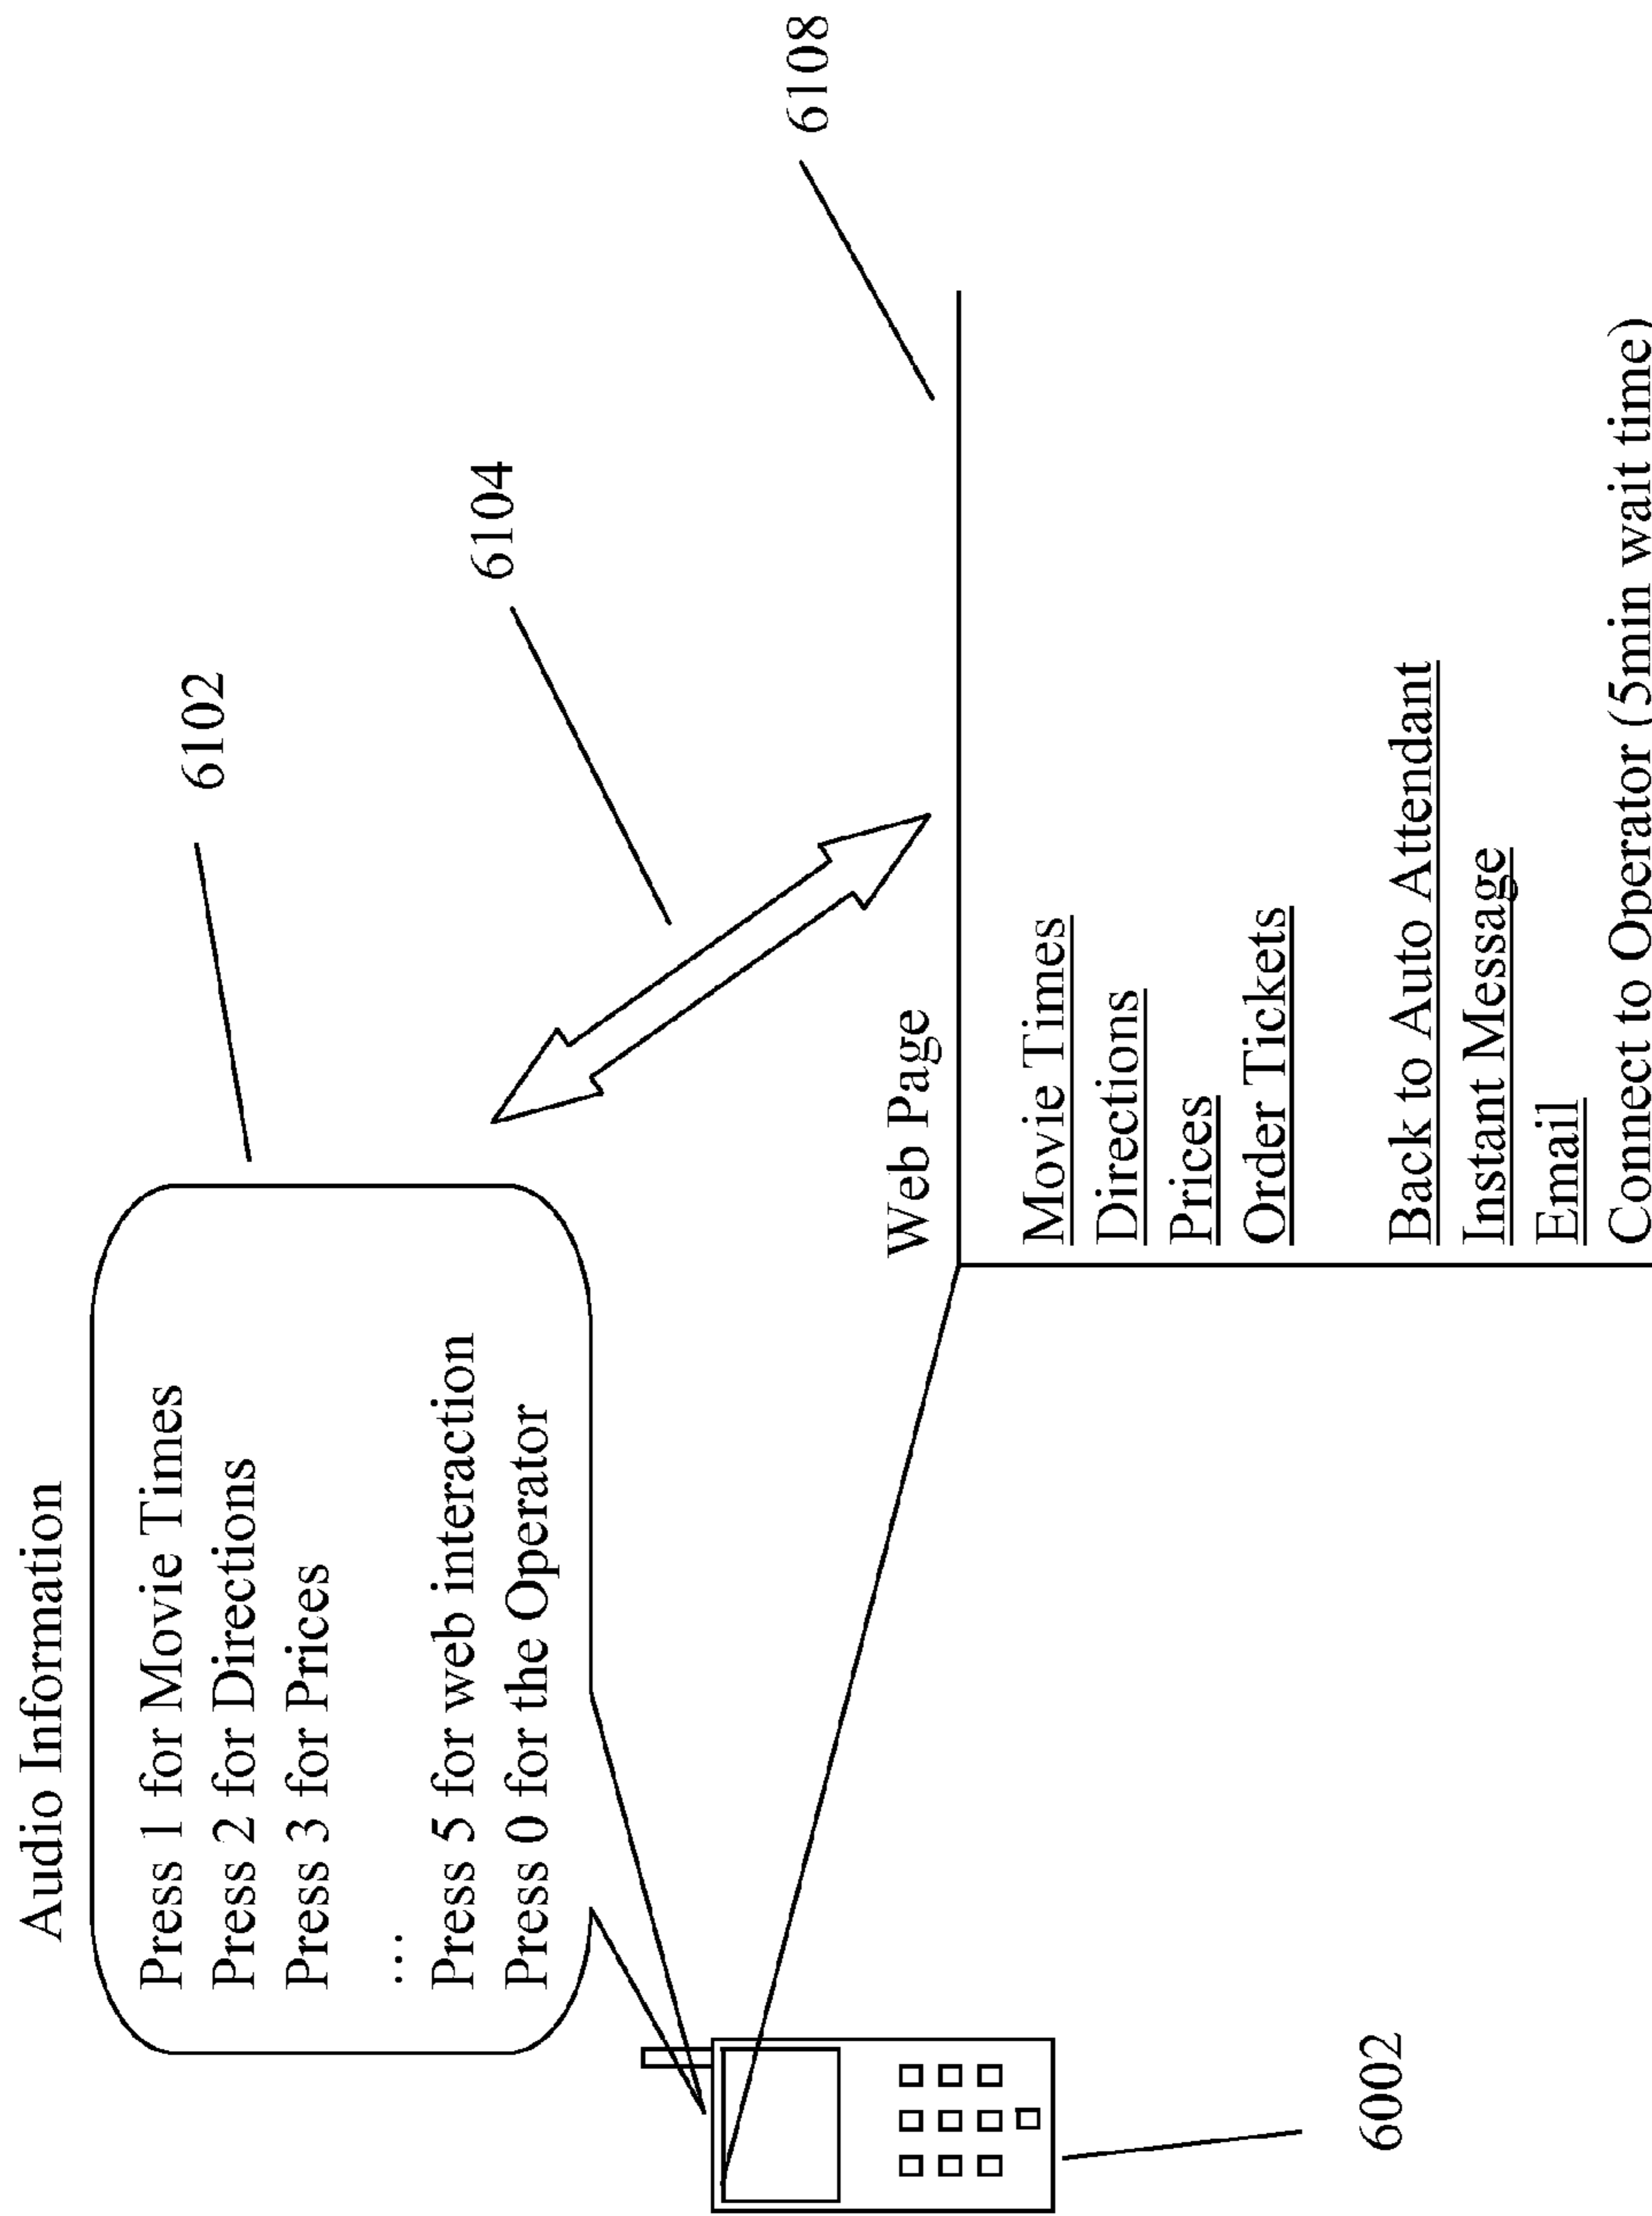 Audio Information
6102
Press 1 for Movie Times
Press 2 for Directions
Press 3 for Prices
...
Press 5 for web interaction
Press 0 for the Operator
6104
6108
Web Page
Movie Times
Directions
Prices
Order Tickets
Back to Auto Attendant
Instant Message
Email
Connect to Operator (5min wait time)
6002